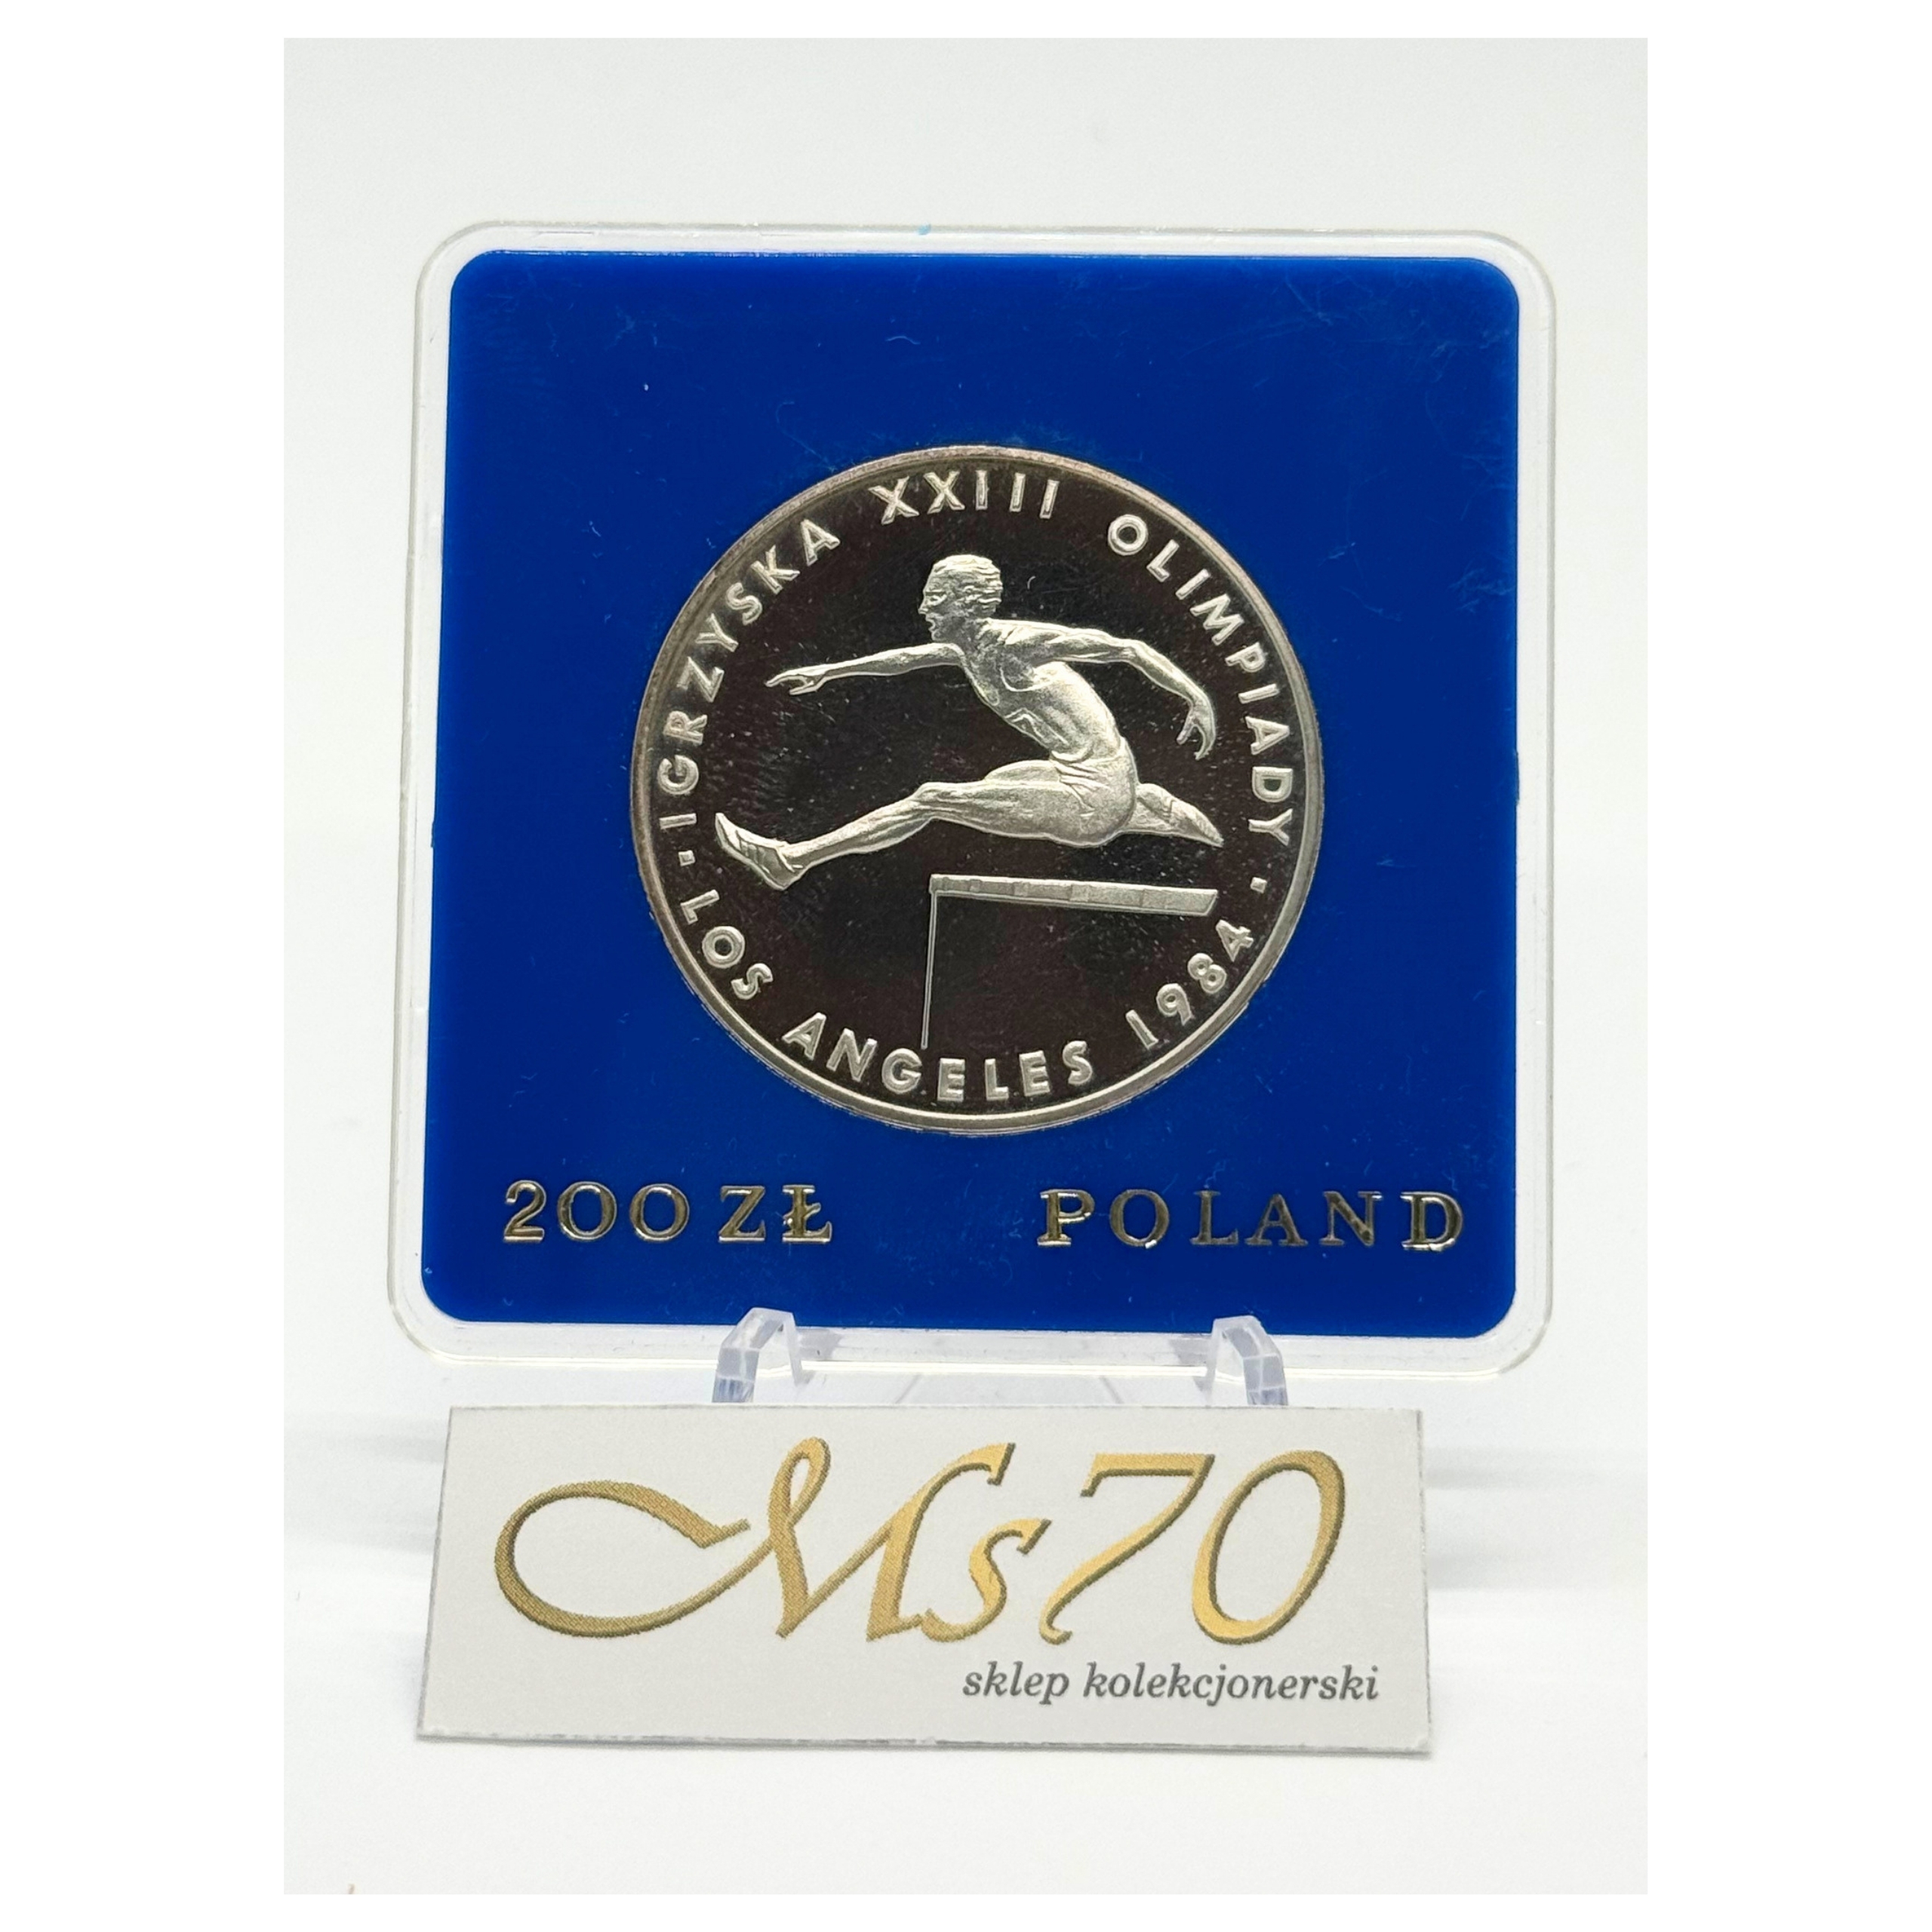 IGRZYSKA XXIII OLIMPIADY ·
LOS ANGELES 1984 -
200 ZŁ POLAND
Ms70
sklep kolekcjonerski